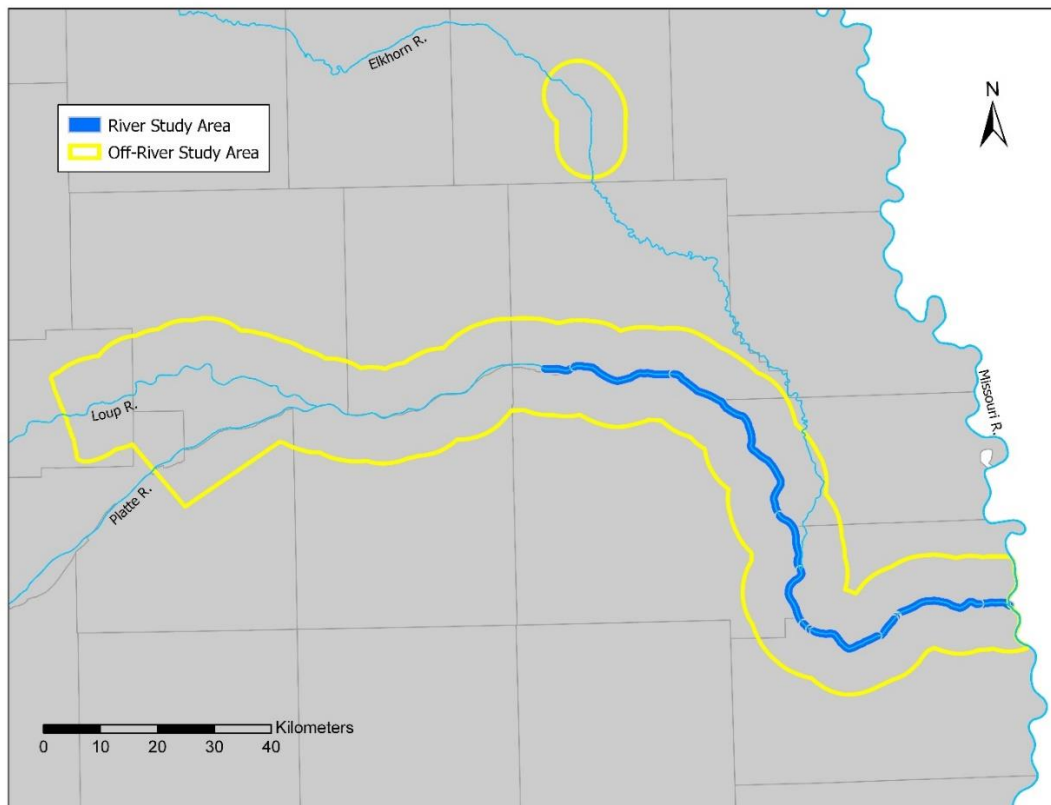 Elkhorn R.
N
River Study Area
Off-River Study Area
Missouri R.
Loup R.
Platte R.
Kilometers
0 10 20 30 40